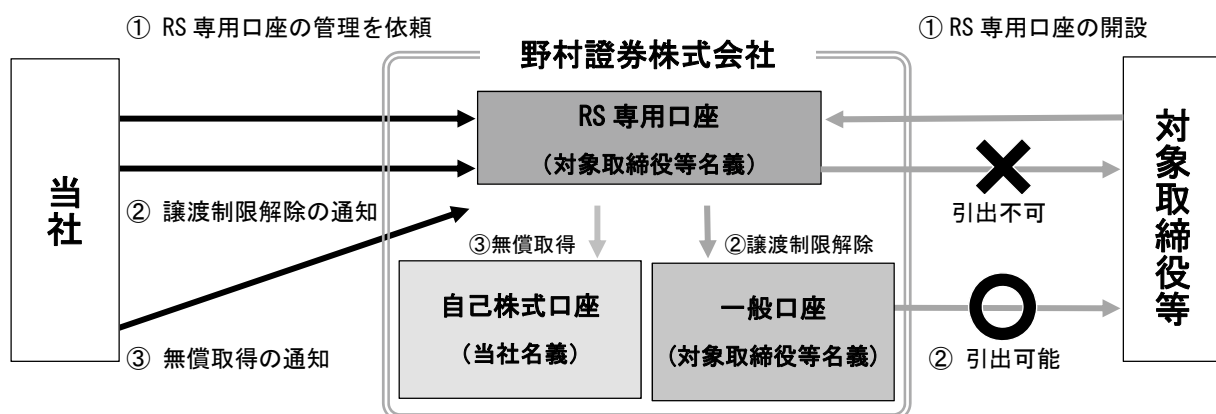 ① RS 専用口座の管理を依頼
① RS 専用口座の開設
野村證券株式会社
当社
RS 専用口座
（対象取締役等名義）
対象取締役等
引出不可
② 譲渡制限解除の通知
③無償取得
②譲渡制限解除
自己株式口座
（当社名義）
一般口座
（対象取締役等名義）
③ 無償取得の通知
② 引出可能